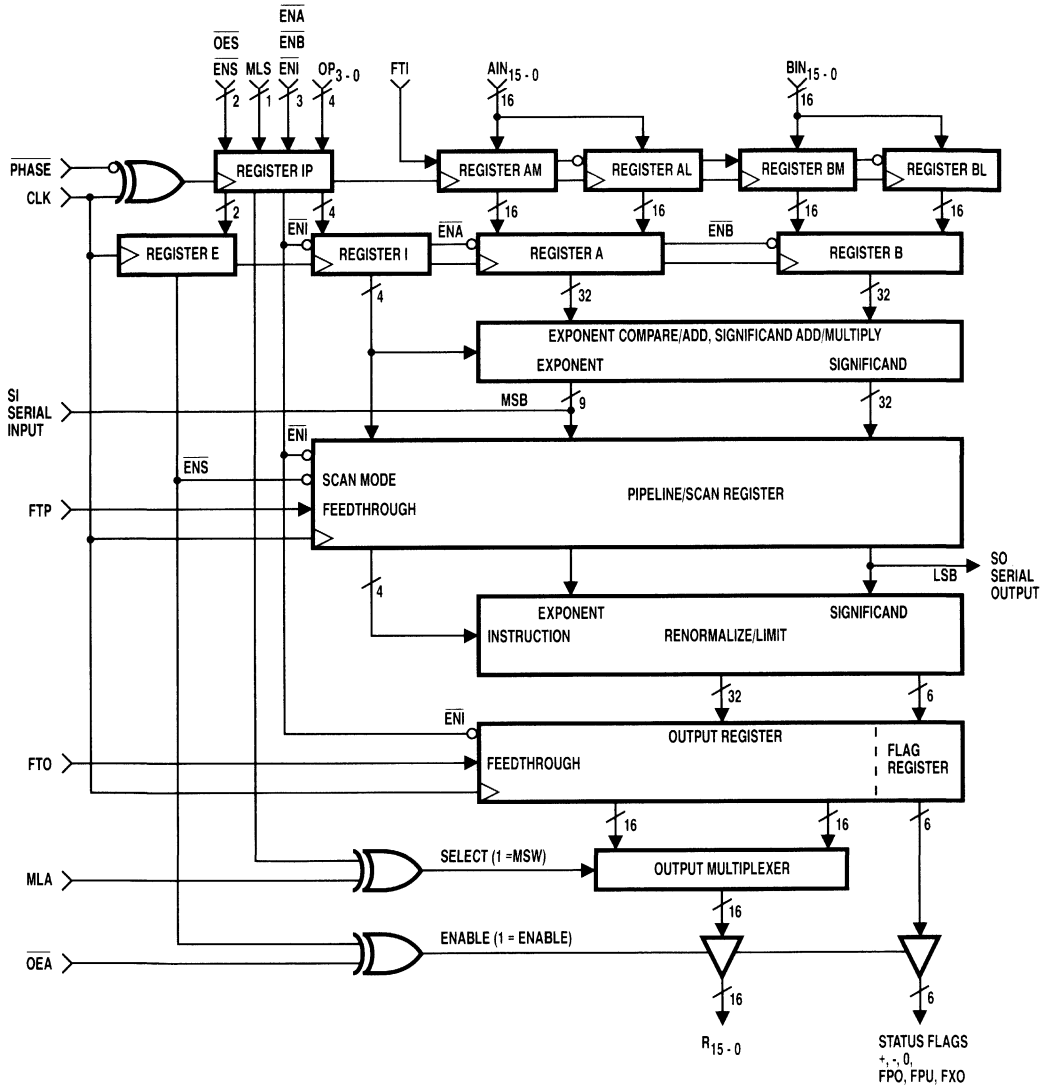 ENA
OES ENB
ENS MLS ENI OP3-0 FTI AIN15-0 BIN15-0
2 1 3 4 16 16
PHASE
CLK
REGISTER IP REGISTER AM REGISTER AL REGISTER BM REGISTER BL
2 4 16 16 16 16
ENI ENA ENB
REGISTER E REGISTER I REGISTER A REGISTER B
4 32 32
EXPONENT COMPARE/ADD, SIGNIFICAND ADD/MULTIPLY
EXPONENT SIGNIFICAND
SI
SERIAL
INPUT
MSB 9 32
ENI
ENS SCAN MODE
PIPELINE/SCAN REGISTER
FTP FEEDTHROUGH
4 LSB
SO
SERIAL
OUTPUT
EXPONENT SIGNIFICAND
INSTRUCTION RENORMALIZE/LIMIT
32 6
ENI
OUTPUT REGISTER
FTO FEEDTHROUGH
FLAG
REGISTER
16 16 6
SELECT (1 =MSW)
OUTPUT MULTIPLEXER
MLA
16
ENABLE (1 = ENABLE)
OEA
16 6
R15-0
STATUS FLAGS
+, -, 0,
FPO, FPU, FXO